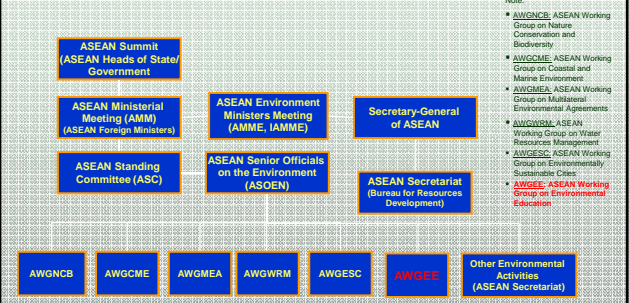 Note:
• AWGNCB: ASEAN Working
Group on Nature
Conservation and
Biodiversity
• AWGCME: ASEAN Working
Group on Coastal and
Marine Environment
• AWGMEA: ASEAN Working
Group on Multilateral
Environmental Agreements
• AWGWRM: ASEAN
Working Group on Water
Resources Management
• AWGESC: ASEAN Working
Group on Environmentally
Sustainable Cities
• AWGEE: ASEAN Working
Group on Environmental
Education
ASEAN Summit
(ASEAN Heads of State/
Government
ASEAN Ministerial
Meeting (AMM)
(ASEAN Foreign Ministers)
ASEAN Environment
Ministers Meeting
(AMME, IAMME)
Secretary-General
of ASEAN
ASEAN Standing
Committee (ASC)
ASEAN Senior Officials
on the Environment
(ASOEN)
ASEAN Secretariat
(Bureau for Resources
Development)
AWGNCB
AWGCME
AWGMEA
AWGWRM
AWGESC
AWGEE
Other Environmental
Activities
(ASEAN Secretariat)